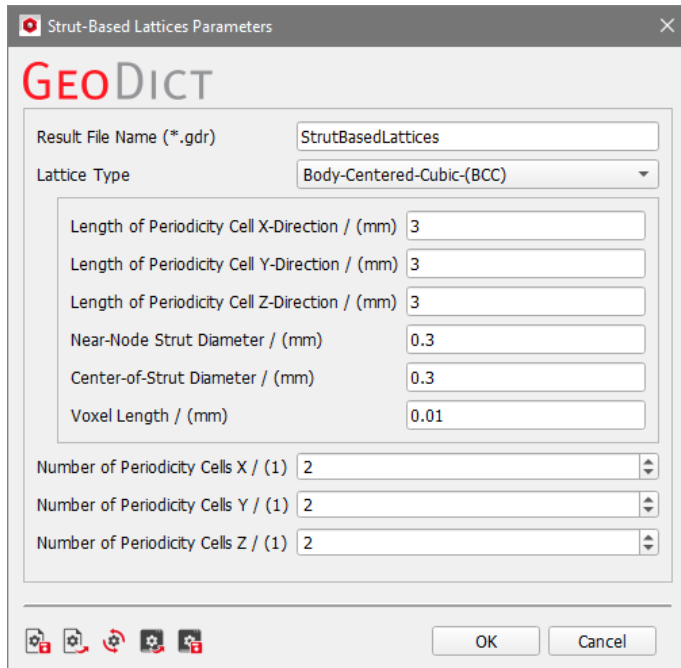 Strut-Based Lattices Parameters
GEODICT
Result File Name (*.gdr) StrutBasedLattices
Lattice Type Body-Centered-Cubic-(BCC)
Length of Periodicity Cell X-Direction / (mm) 3
Length of Periodicity Cell Y-Direction / (mm) 3
Length of Periodicity Cell Z-Direction / (mm) 3
Near-Node Strut Diameter / (mm) 0.3
Center-of-Strut Diameter / (mm) 0.3
Voxel Length / (mm) 0.01
Number of Periodicity Cells X / (1) 2
Number of Periodicity Cells Y / (1) 2
Number of Periodicity Cells Z / (1) 2
OK Cancel